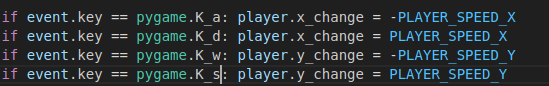 if event.key == pygame.K_a: player.x_change = -PLAYER_SPEED_X
if event.key == pygame.K_d: player.x_change = PLAYER_SPEED_X
if event.key == pygame.K_w: player.y_change = -PLAYER_SPEED_Y
if event.key == pygame.K_s: player.y_change = PLAYER_SPEED_Y